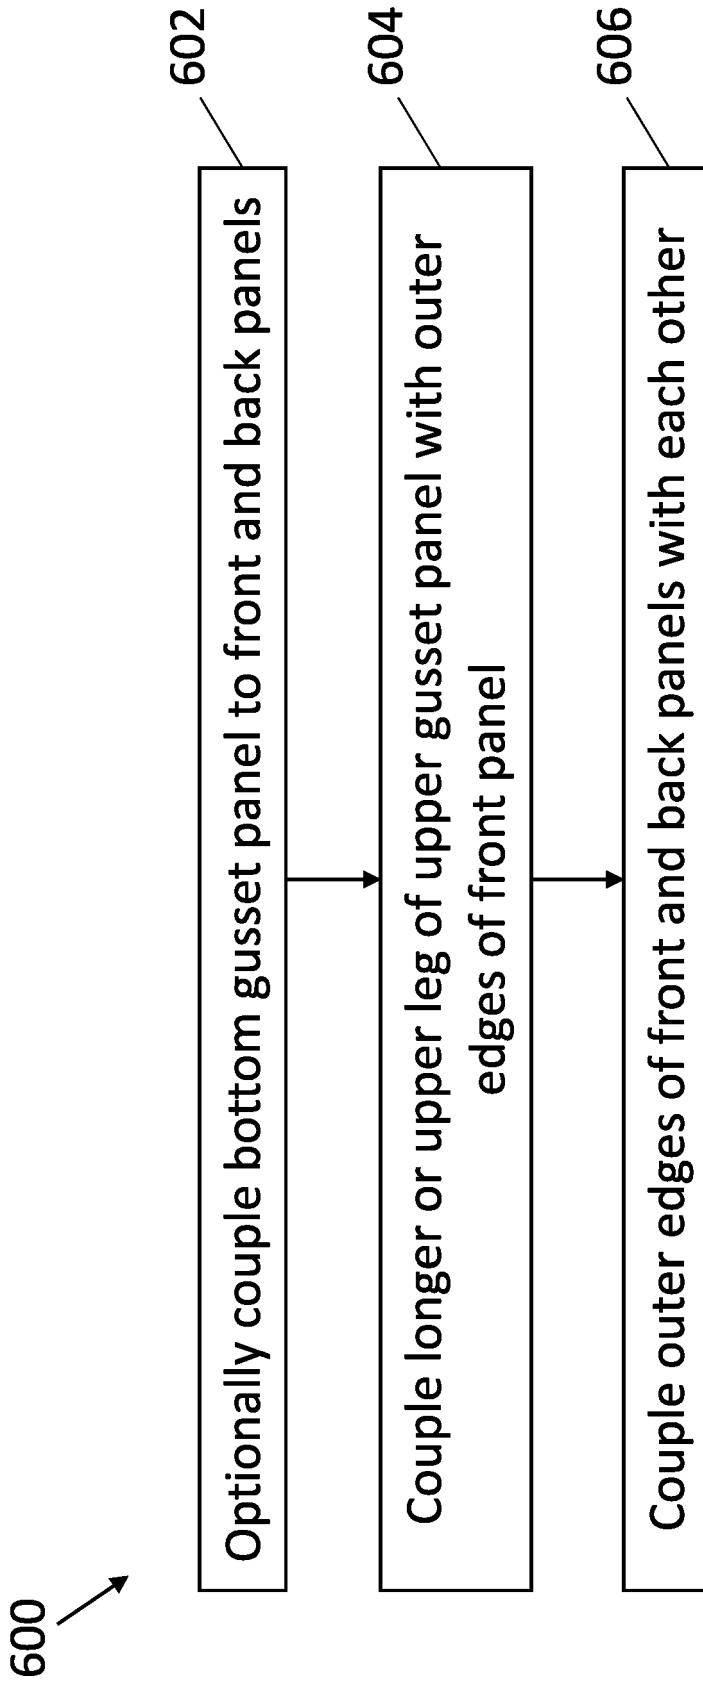 600
602
Optionally couple bottom gusset panel to front and back panels
604
Couple longer or upper leg of upper gusset panel with outer
edges of front panel
606
Couple outer edges of front and back panels with each other